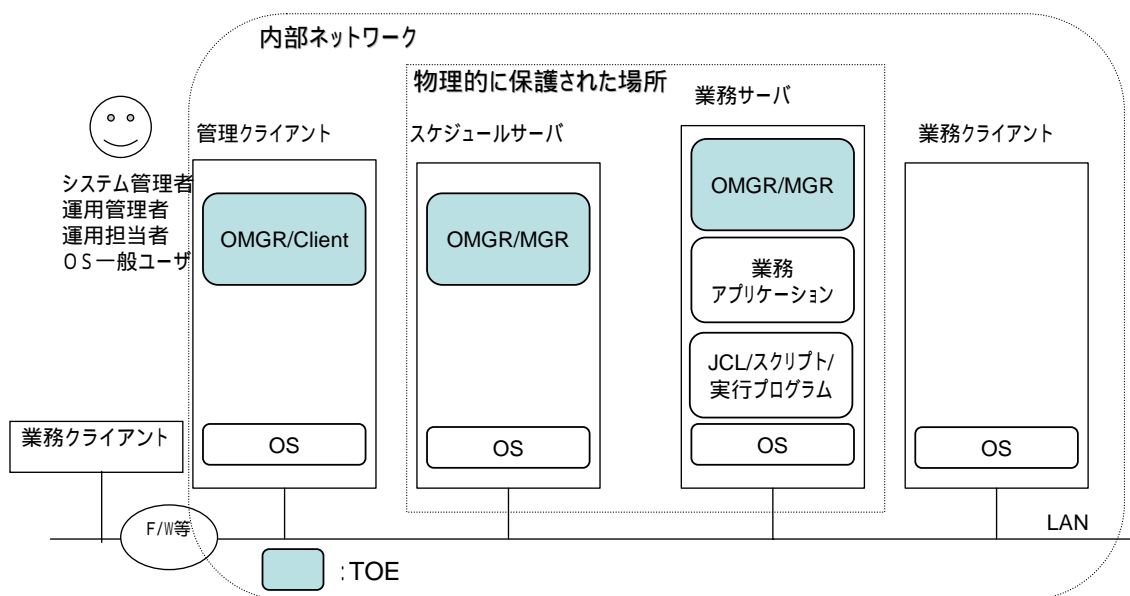 内部ネットワーク
物理的に保護された場所
業務サーバ
管理クライアント
スケジュールサーバ
業務クライアント
システム管理者
運用管理者
運用担当者
OS一般ユーザ
OMGR/Client
OMGR/MGR
OMGR/MGR
業務
アプリケーション
JCL/スクリプト/
実行プログラム
業務クライアント
OS
OS
OS
OS
F/W等
LAN
:TOE